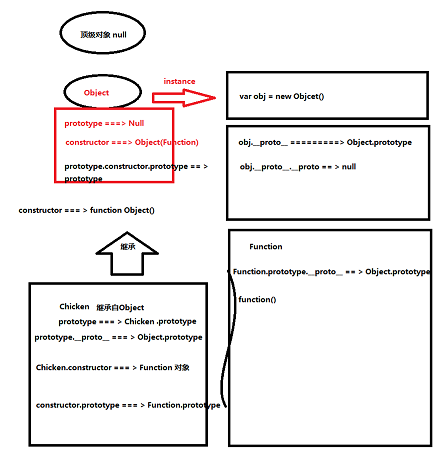 顶级对象 null
Object
instance
var obj = new Objcet()
prototype ===> Null
constructor ===> Object(Function)
prototype.constructor.prototype == >
prototype
obj.__proto__ =========> Object.prototype
obj.__proto__.__proto == > null
constructor === > function Object()
继承
Function
Function.prototype.__proto__ == > Object.prototype
function()
Chicken 继承自Object
prototype === > Chicken .prototype
prototype.__proto__ === > Object.prototype
Chicken.constructor === > Function 对象
constructor.prototype === > Function.prototype